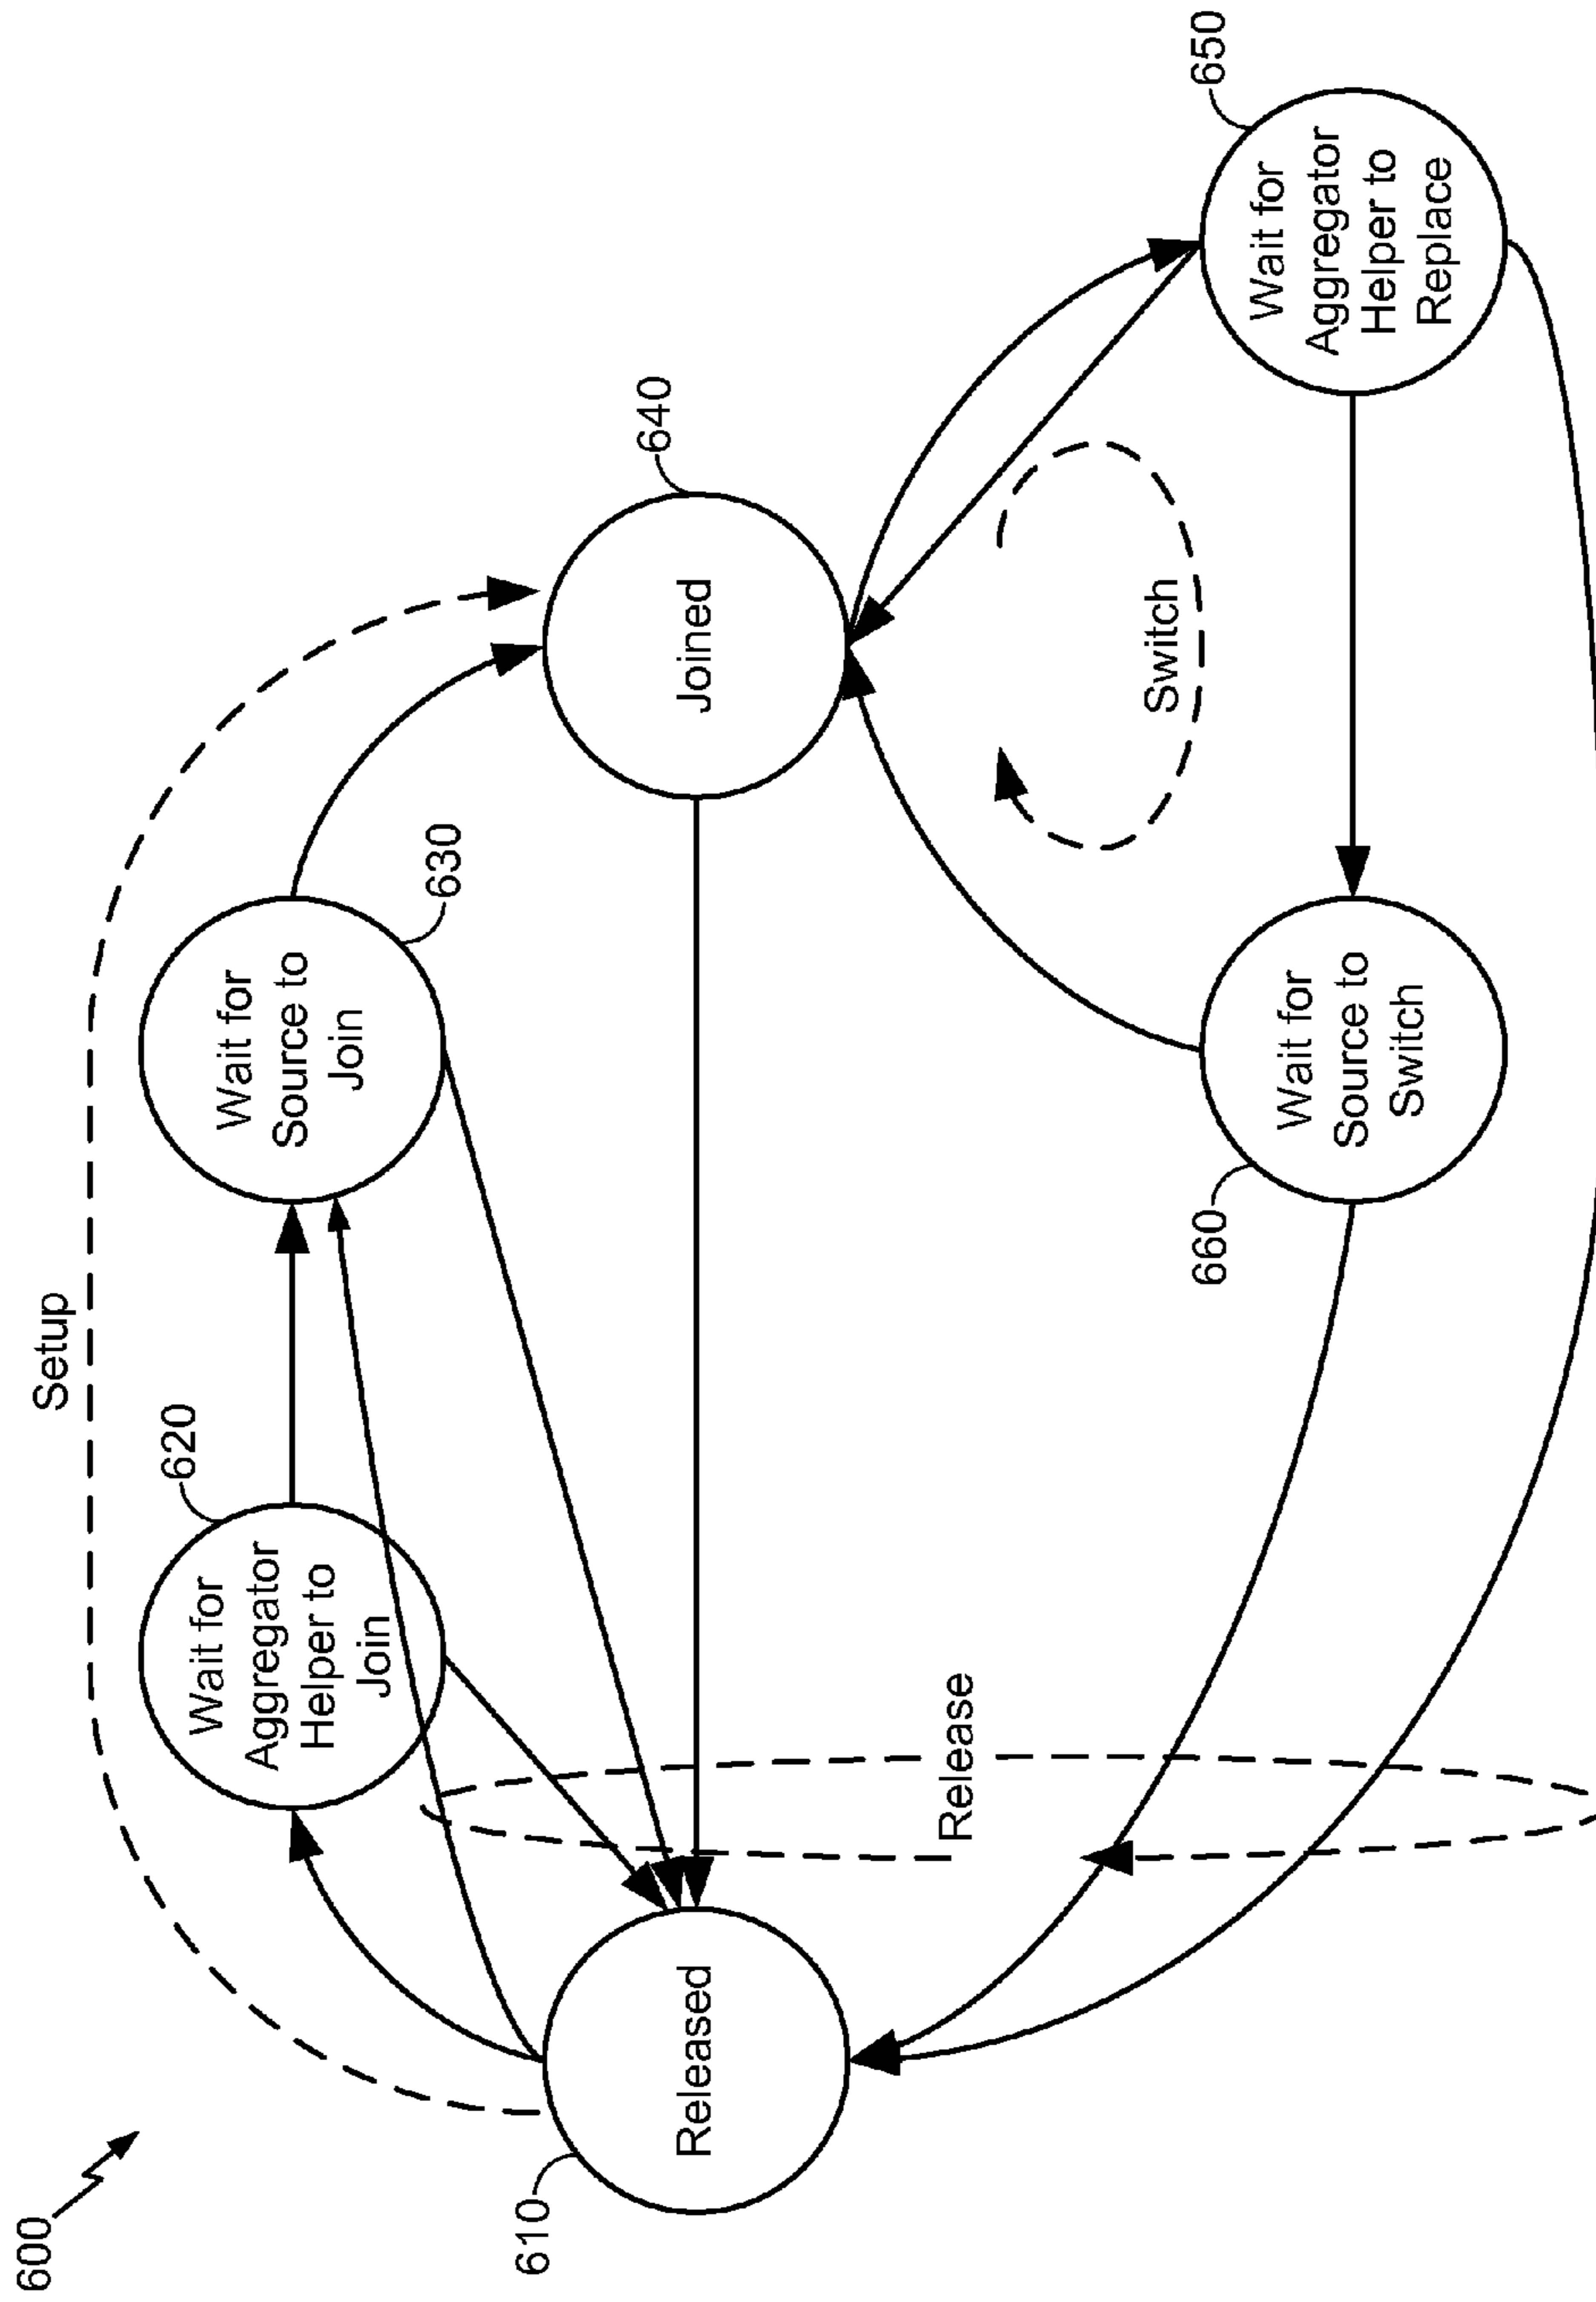 600
Setup
620
Wait for
Aggregator
Helper to
Join
Wait for
Source to
Join
630
640
610
Released
Joined
Release
Switch
650
660
Wait for
Source to
Switch
Wait for
Aggregator
Helper to
Replace